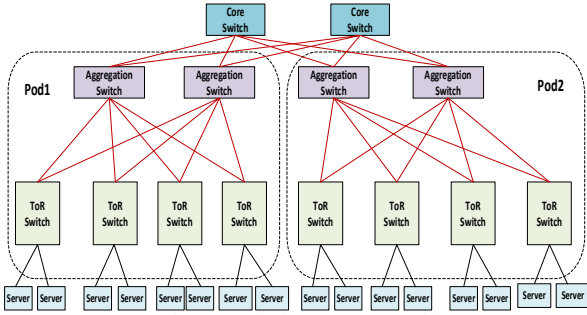 Core Core
Switch Switch
Pod1 Aggregation Aggregation Aggregation Aggregation Pod2
Switch Switch Switch Switch
ToR ToR ToR ToR ToR ToR ToR ToR
Switch Switch Switch Switch Switch Switch Switch Switch
Server Server Server Server Server Server Server Server Server Server Server Server Server Server Server Server